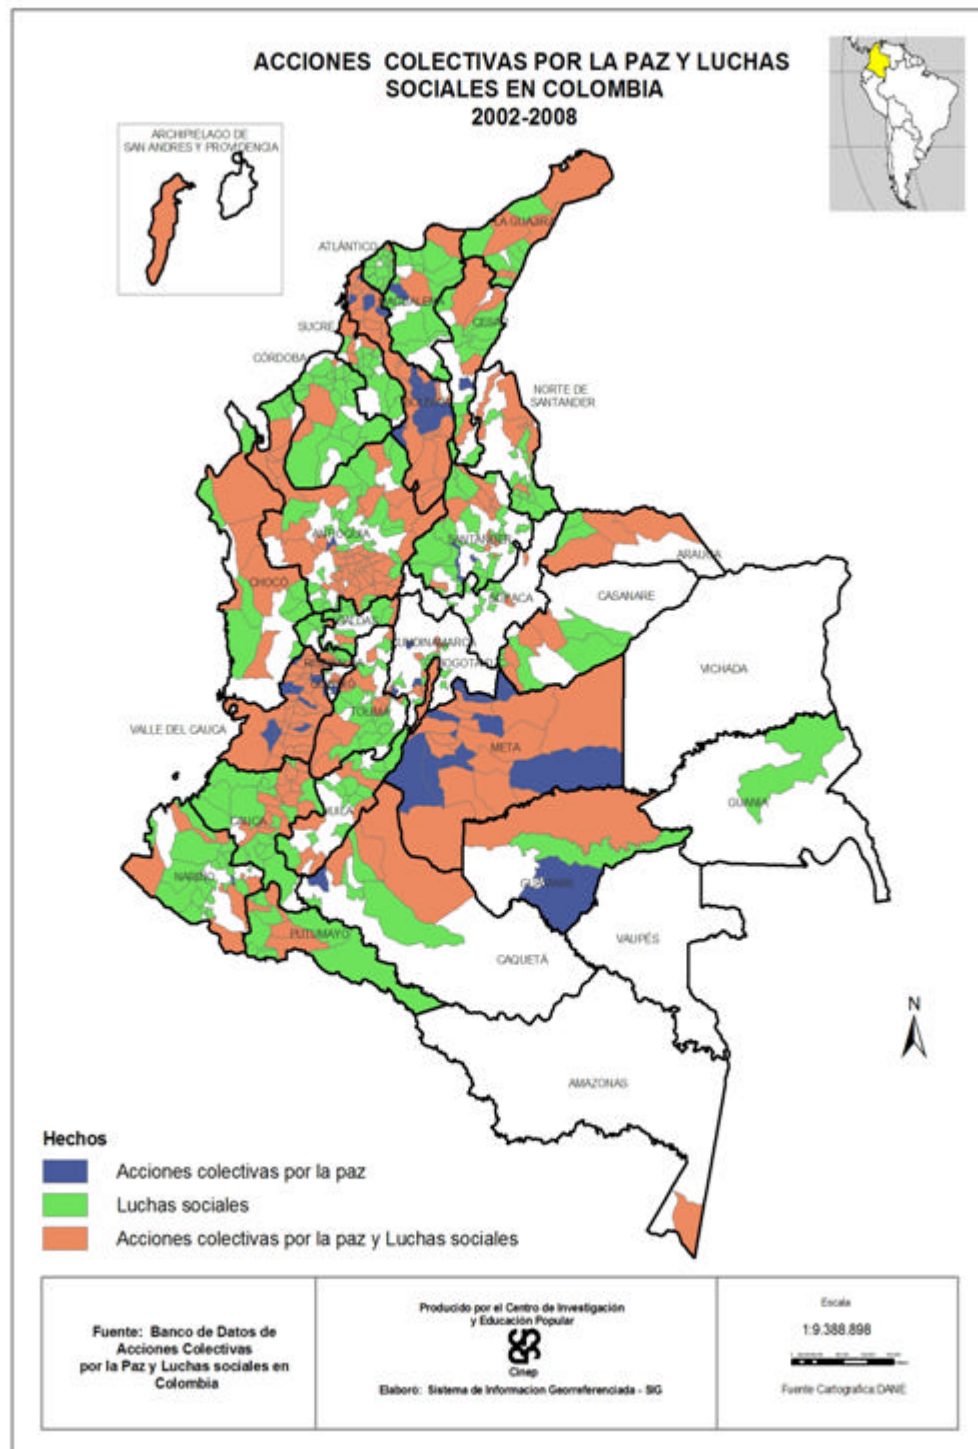 ACCIONES COLECTIVAS POR LA PAZ Y LUCHAS
SOCIALES EN COLOMBIA
2002-2008
ARCHIPIELAGO DE
SAN ANDRES Y PROVIDENCIA
LA GUAJIRA
ATLÁNTICO
MAGDALENA
CESAR
SUCRE
CÓRDOBA
NORTE DE
SANTANDER
BOLÍVAR
ANTIOQUIA
SANTANDER
ARAUCA
CHOCÓ
BOYACA
CASANARE
CALDAS
CUNDINAMARCA
RISARALDA
BOGOTA D.C
VICHADA
TOLIMA
VALLE DEL CAUCA
META
GUAINIA
HUILA
CAUCA
NARIÑO
GUAVIARE
PUTUMAYO
VAUPÉS
CAQUETÁ
N
AMAZONAS
Hechos
Acciones colectivas por la paz
Luchas sociales
Acciones colectivas por la paz y Luchas sociales
Fuente: Banco de Datos de
Acciones Colectivas
por la Paz y Luchas sociales en
Colombia
Producido por el Centro de Investigación
y Educación Popular
Cinep
Elaboró: Sistema de Informacion Georreferenciada - SIG
Escala
1:9.388.898
Fuente Cartografica:DANE